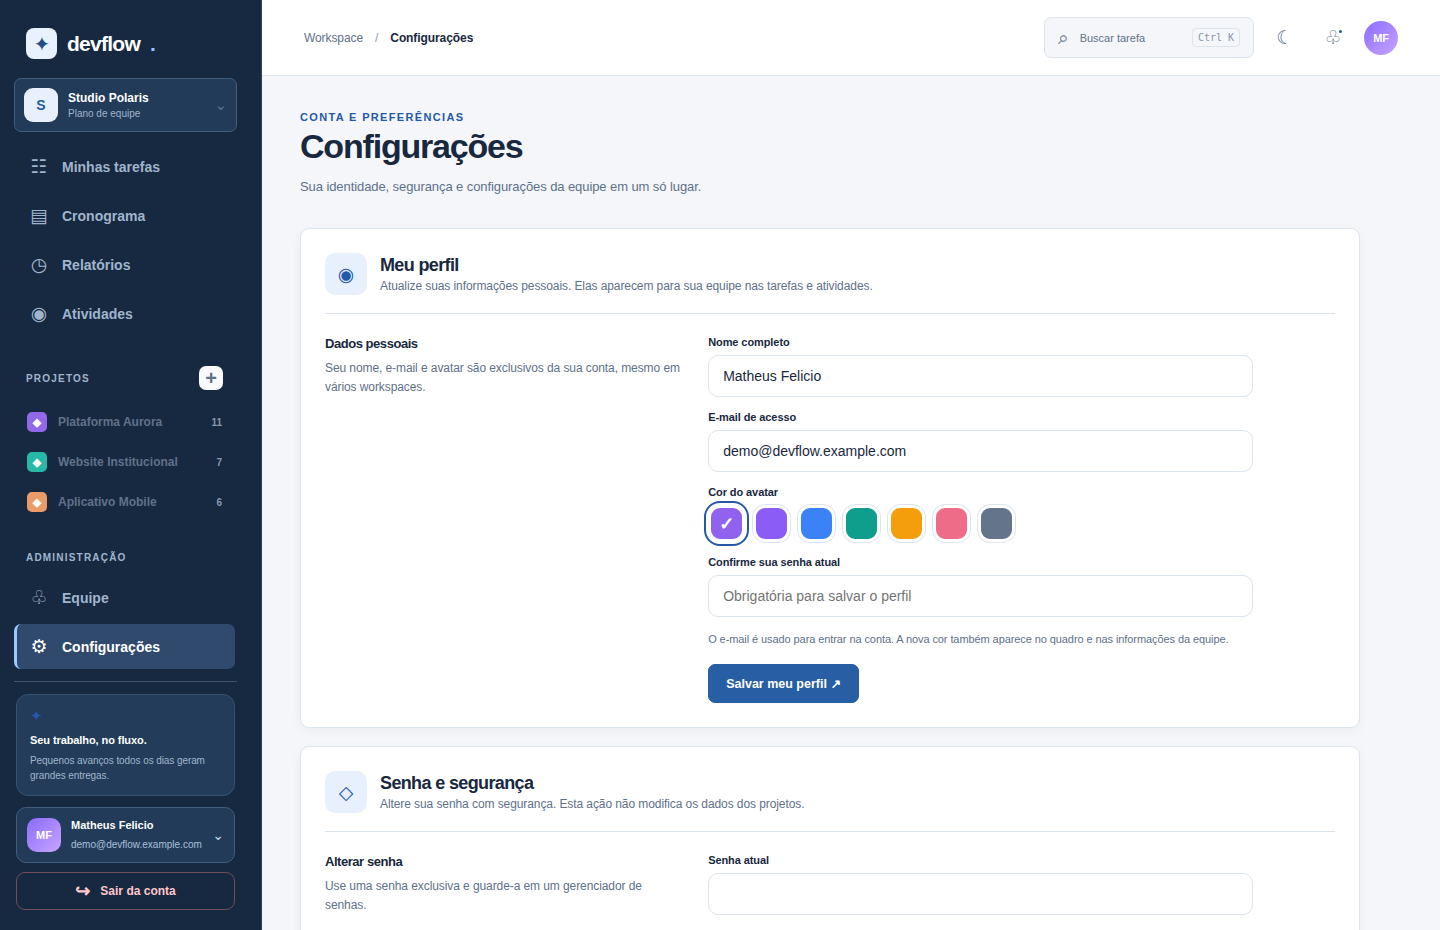 devflow .
S
Studio Polaris
Plano de equipe
Minhas tarefas
Cronograma
Relatórios
Atividades
PROJETOS
+
Plataforma Aurora 11
Website Institucional 7
Aplicativo Mobile 6
ADMINISTRAÇÃO
Equipe
Configurações
Seu trabalho, no fluxo.
Pequenos avanços todos os dias geram
grandes entregas.
MF
Matheus Felicio
demo@devflow.example.com
Sair da conta
Workspace / Configurações
Buscar tarefa Ctrl K
MF
CONTA E PREFERÊNCIAS
Configurações
Sua identidade, segurança e configurações da equipe em um só lugar.
Meu perfil
Atualize suas informações pessoais. Elas aparecem para sua equipe nas tarefas e atividades.
Dados pessoais
Seu nome, e-mail e avatar são exclusivos da sua conta, mesmo em
vários workspaces.
Nome completo
Matheus Felicio
E-mail de acesso
demo@devflow.example.com
Cor do avatar
✓
Confirme sua senha atual
Obrigatória para salvar o perfil
O e-mail é usado para entrar na conta. A nova cor também aparece no quadro e nas informações da equipe.
Salvar meu perfil ↗
Senha e segurança
Altere sua senha com segurança. Esta ação não modifica os dados dos projetos.
Alterar senha
Use uma senha exclusiva e guarde-a em um gerenciador de
senhas.
Senha atual